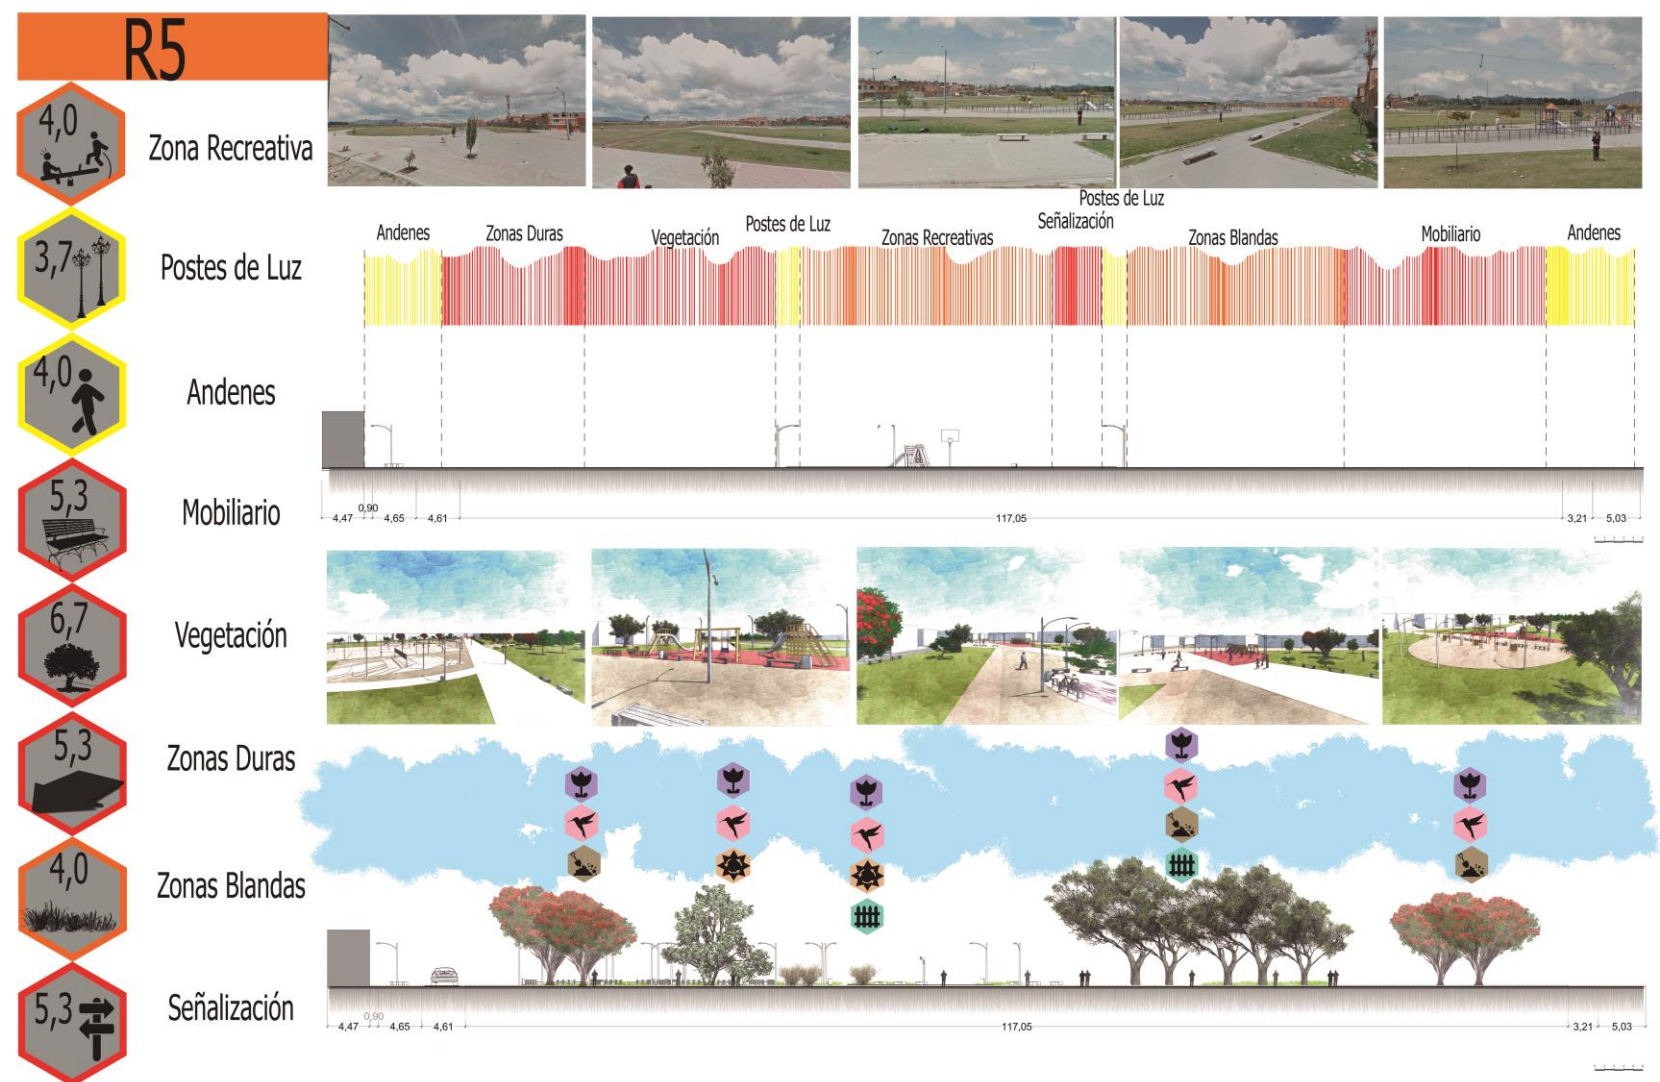 R5
4,0
Zona Recreativa
3,7
Postes de Luz
4,0
Andenes
5,3
Mobiliario
6,7
Vegetación
5,3
Zonas Duras
4,0
Zonas Blandas
5,3
Señalización
Andenes
Zonas Duras
Vegetación
Postes de Luz
Zonas Recreativas
Señalización
Postes de Luz
Zonas Blandas
Mobiliario
Andenes
4,47
0,90
4,65
4,61
117,05
3,21
5,03
4,47
0,90
4,65
4,61
117,05
3,21
5,03